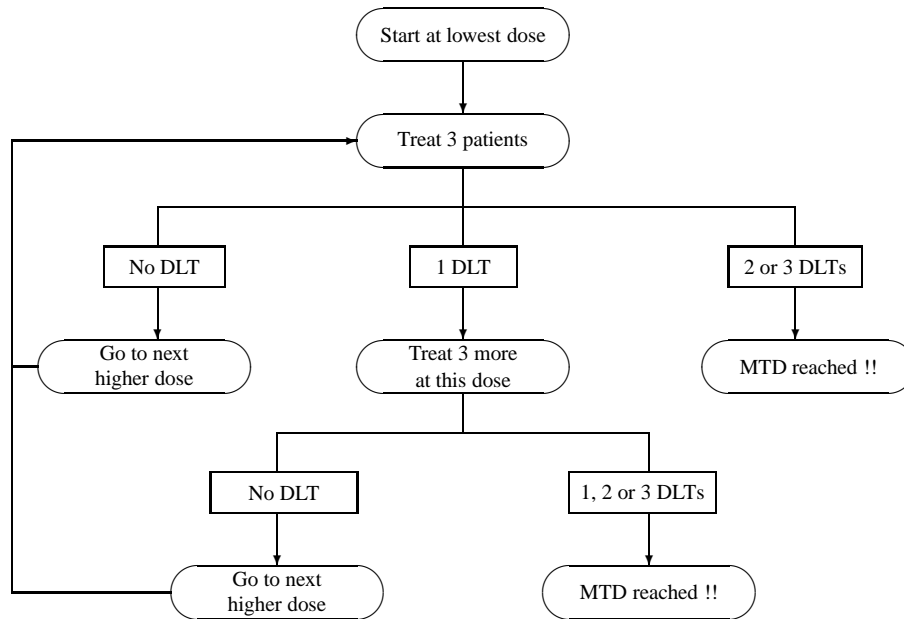 Start at lowest dose
Treat 3 patients
No DLT
1 DLT
2 or 3 DLTs
Go to next
higher dose
Treat 3 more
at this dose
MTD reached !!
No DLT
1, 2 or 3 DLTs
Go to next
higher dose
MTD reached !!